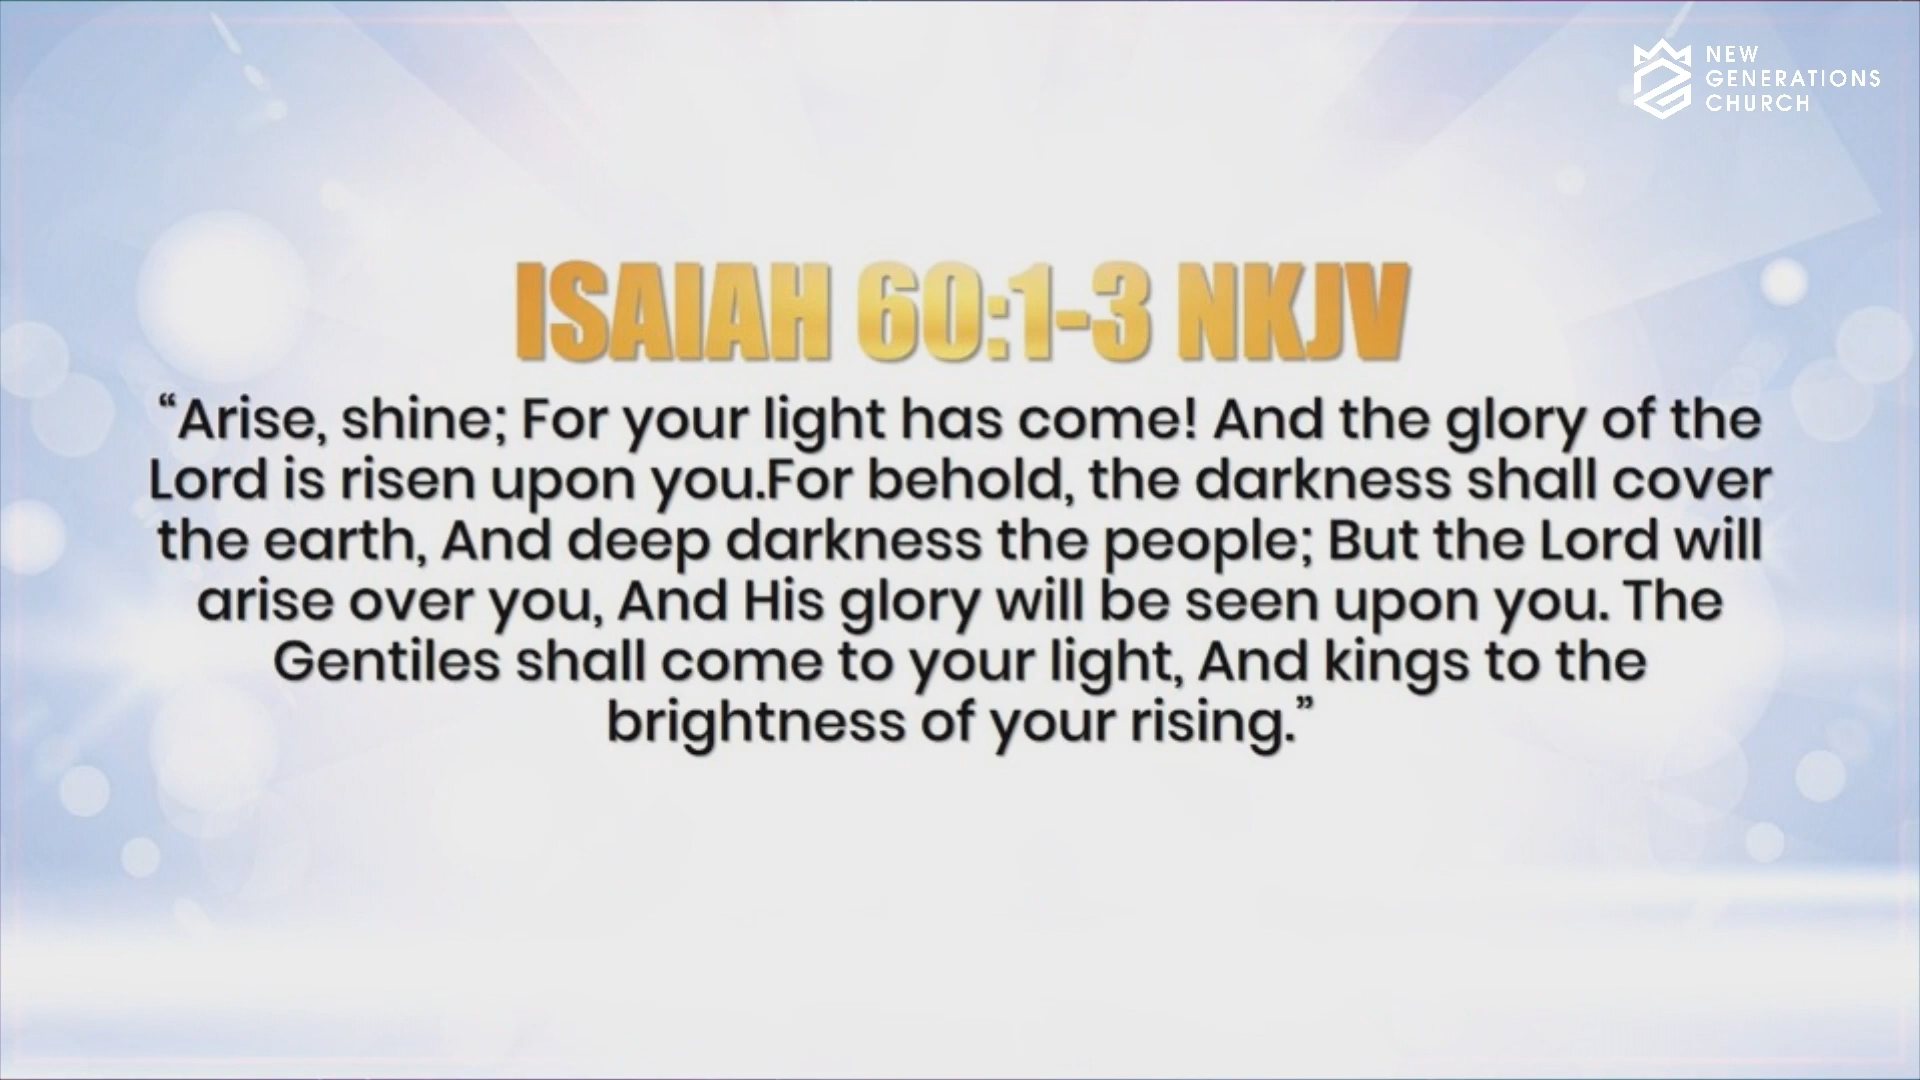 NEW
GENERATIONS
CHURCH
ISAIAH 60:1-3 NKJV
“Arise, shine; For your light has come! And the glory of the
Lord is risen upon you.For behold, the darkness shall cover
the earth, And deep darkness the people; But the Lord will
arise over you, And His glory will be seen upon you. The
Gentiles shall come to your light, And kings to the
brightness of your rising.”